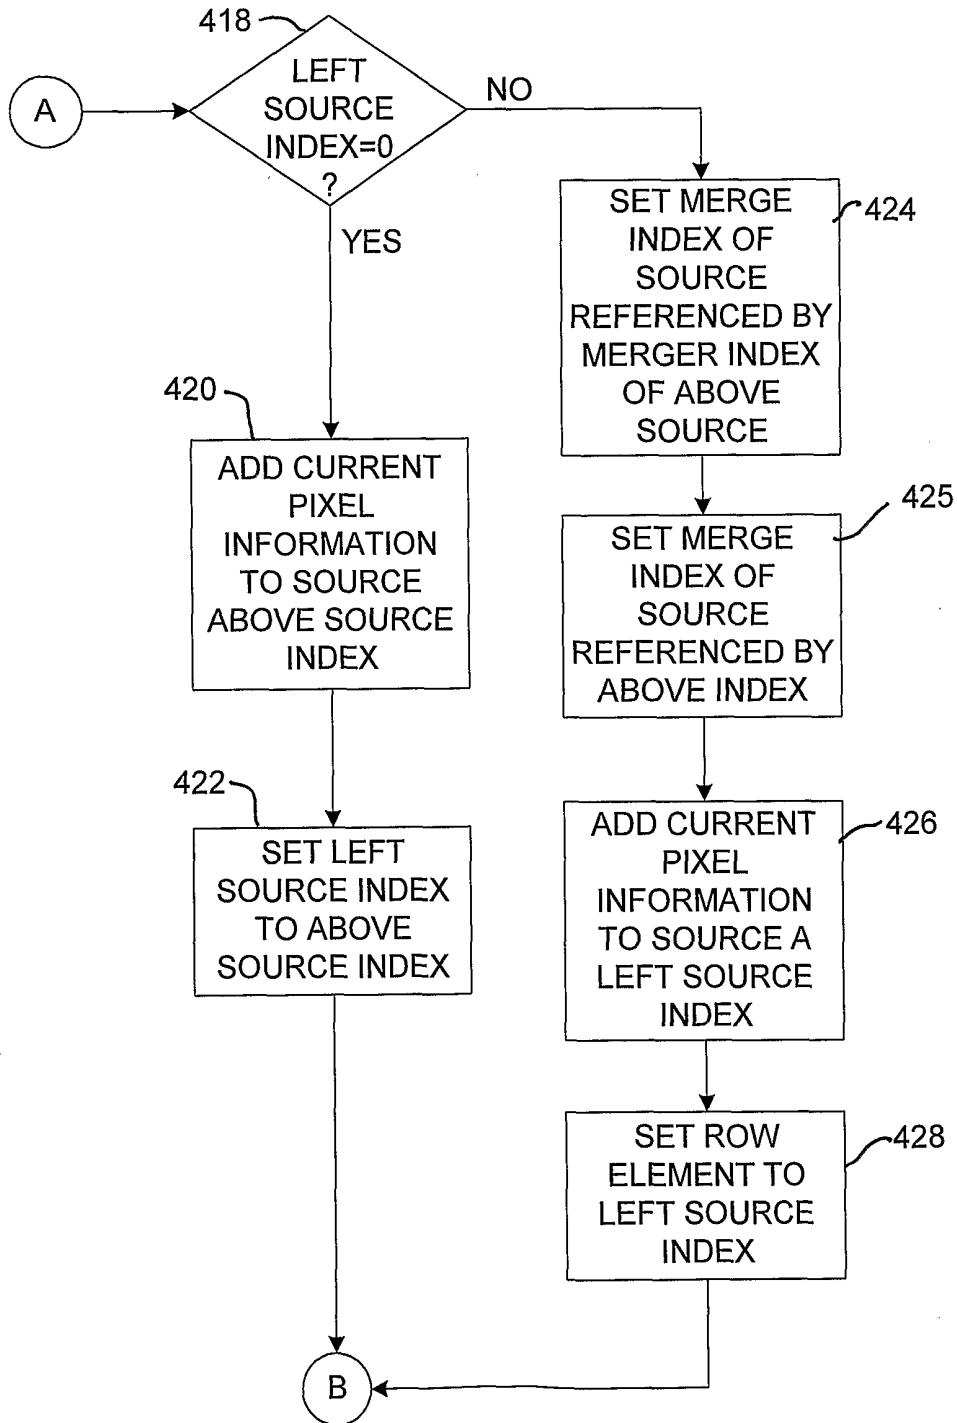 418
A
LEFT
SOURCE
INDEX=0
?
NO
YES
SET MERGE
INDEX OF
SOURCE
REFERENCED BY
MERGER INDEX
OF ABOVE
SOURCE
424
420
ADD CURRENT
PIXEL
INFORMATION
TO SOURCE
ABOVE SOURCE
INDEX
425
SET MERGE
INDEX OF
SOURCE
REFERENCED BY
ABOVE INDEX
422
SET LEFT
SOURCE INDEX
TO ABOVE
SOURCE INDEX
426
ADD CURRENT
PIXEL
INFORMATION
TO SOURCE A
LEFT SOURCE
INDEX
428
SET ROW
ELEMENT TO
LEFT SOURCE
INDEX
B